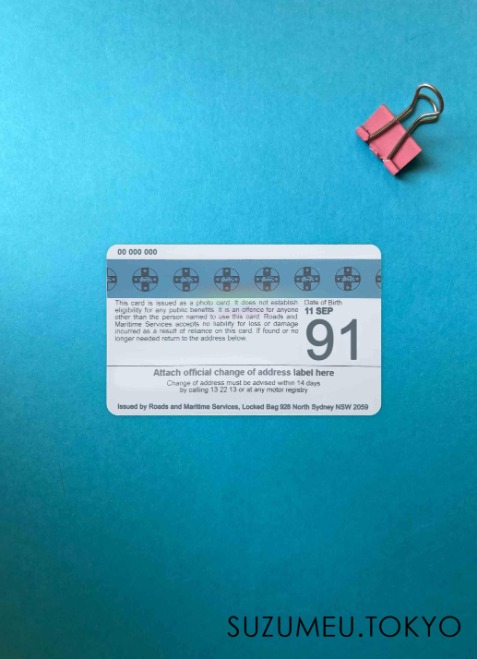 00 000 000
This card is issued as a photo card. It does not establish
eligibility for any public benefits. It is an offence for anyone
other than the person named to use this card. Roads and
Maritime Services accepts no liability for loss or damage
incurred as a result of reliance on this card. If found or no
longer needed return to the address below.
Date of Birth
11 SEP
91
Attach official change of address label here
Change of address must be advised within 14 days
by calling 13 22 13 or at any motor registry
Issued by Roads and Maritime Services, Locked Bag 928 North Sydney NSW 2059
SUZUMEU.TOKYO